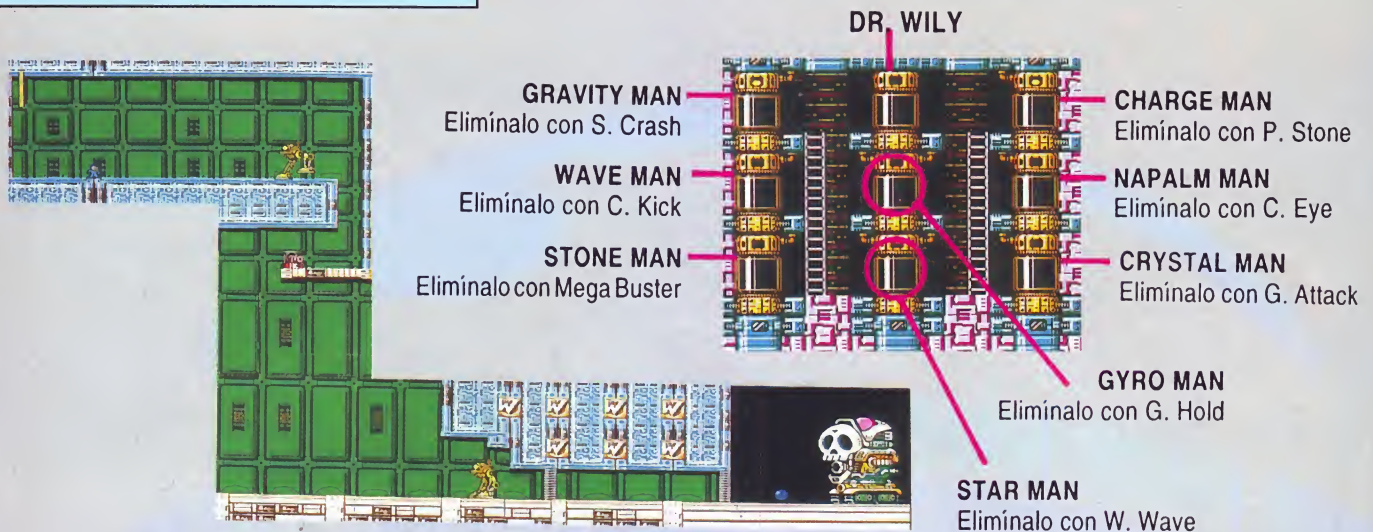 DR. WILY
GRAVITY MAN
Elimínalo con S. Crash
WAVE MAN
Elimínalo con C. Kick
STONE MAN
Elimínalo con Mega Buster
CHARGE MAN
Elimínalo con P. Stone
NAPALM MAN
Elimínalo con C. Eye
CRYSTAL MAN
Elimínalo con G. Attack
GYRO MAN
Elimínalo con G. Hold
STAR MAN
Elimínalo con W. Wave